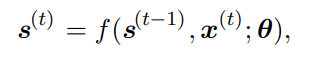 s^(t) = f(s^(t−1), x^(t); θ),